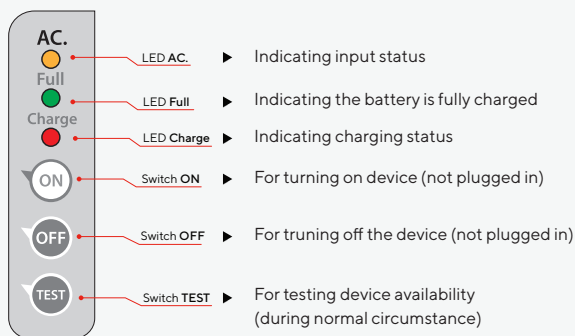 AC.
LED AC. ▶ Indicating input status
Full
LED Full ▶ Indicating the battery is fully charged
Charge
LED Charge ▶ Indicating charging status
ON
Switch ON ▶ For turning on device (not plugged in)
OFF
Switch OFF ▶ For truning off the device (not plugged in)
TEST
Switch TEST ▶ For testing device availability
(during normal circumstance)